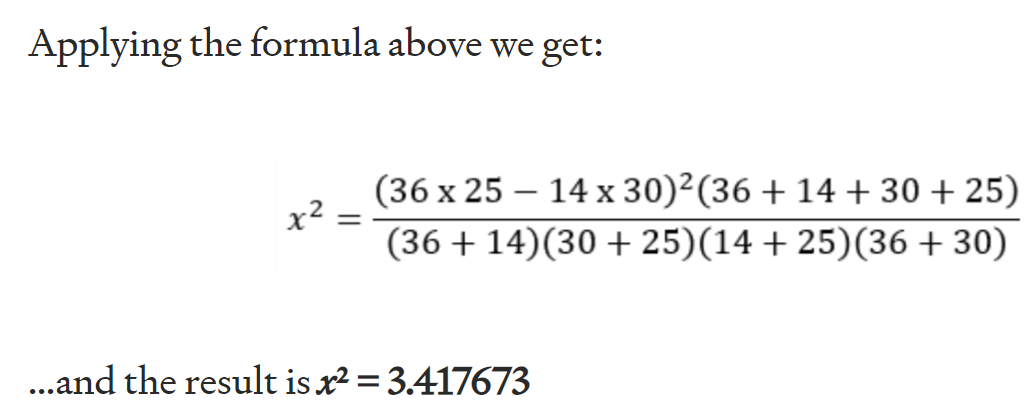 Applying the formula above we get:
x² = (36 x 25 − 14 x 30)²(36 + 14 + 30 + 25)
(36 + 14)(30 + 25)(14 + 25)(36 + 30)
...and the result is x² = 3.417673